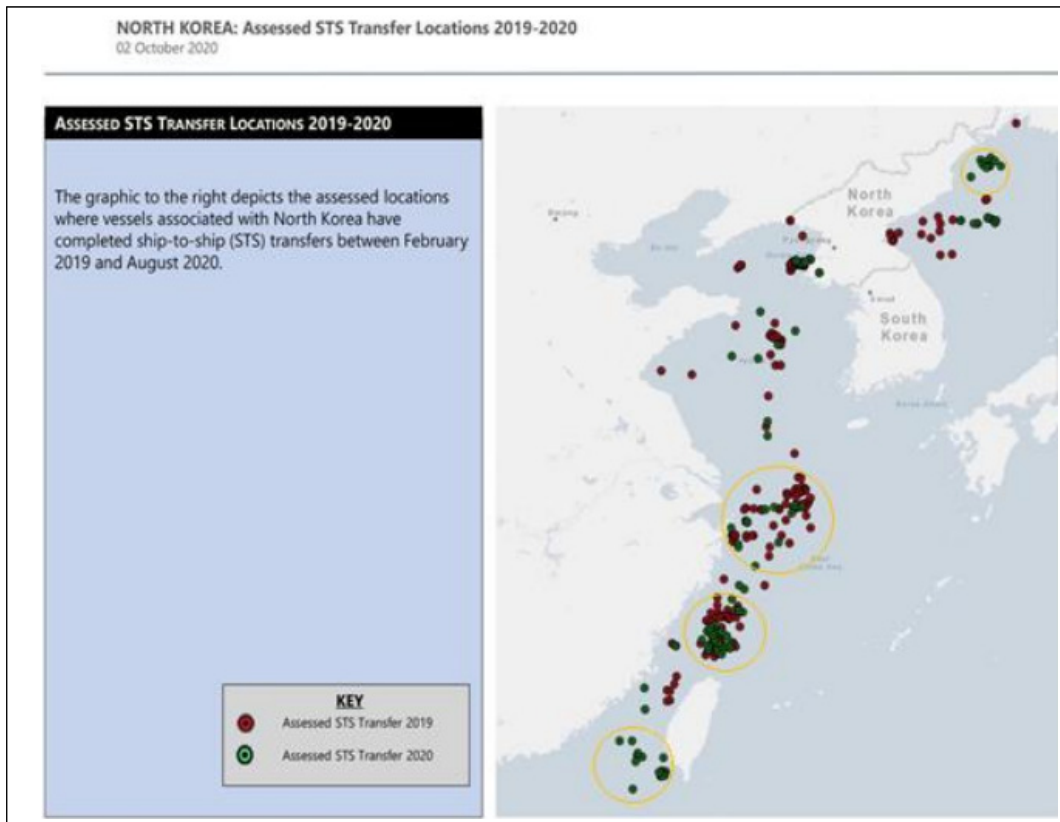 NORTH KOREA: Assessed STS Transfer Locations 2019-2020
02 October 2020
ASSESSED STS TRANSFER LOCATIONS 2019-2020
The graphic to the right depicts the assessed locations
where vessels associated with North Korea have
completed ship-to-ship (STS) transfers between February
2019 and August 2020.
KEY
Assessed STS Transfer 2019
Assessed STS Transfer 2020
North
Korea
South
Korea